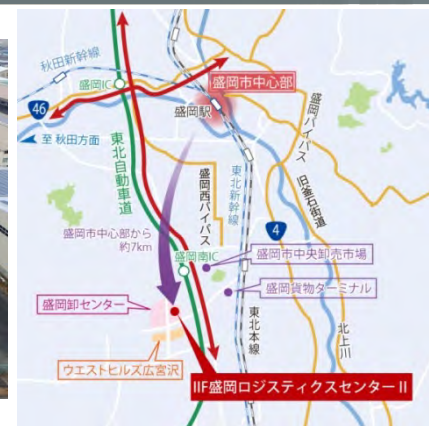 秋田新幹線
盛岡IC
盛岡市中心部
46
盛岡駅
盛岡バイパス
至 秋田方面
東北自動車道
盛岡西バイパス
東北新幹線
旧釜石街道
4
盛岡市中心部から
約7km
盛岡南IC
盛岡市中央卸売市場
盛岡卸センター
盛岡貨物ターミナル
東北本線
北上川
ウエストヒルズ広宮沢
IIF盛岡ロジスティクスセンターⅡ